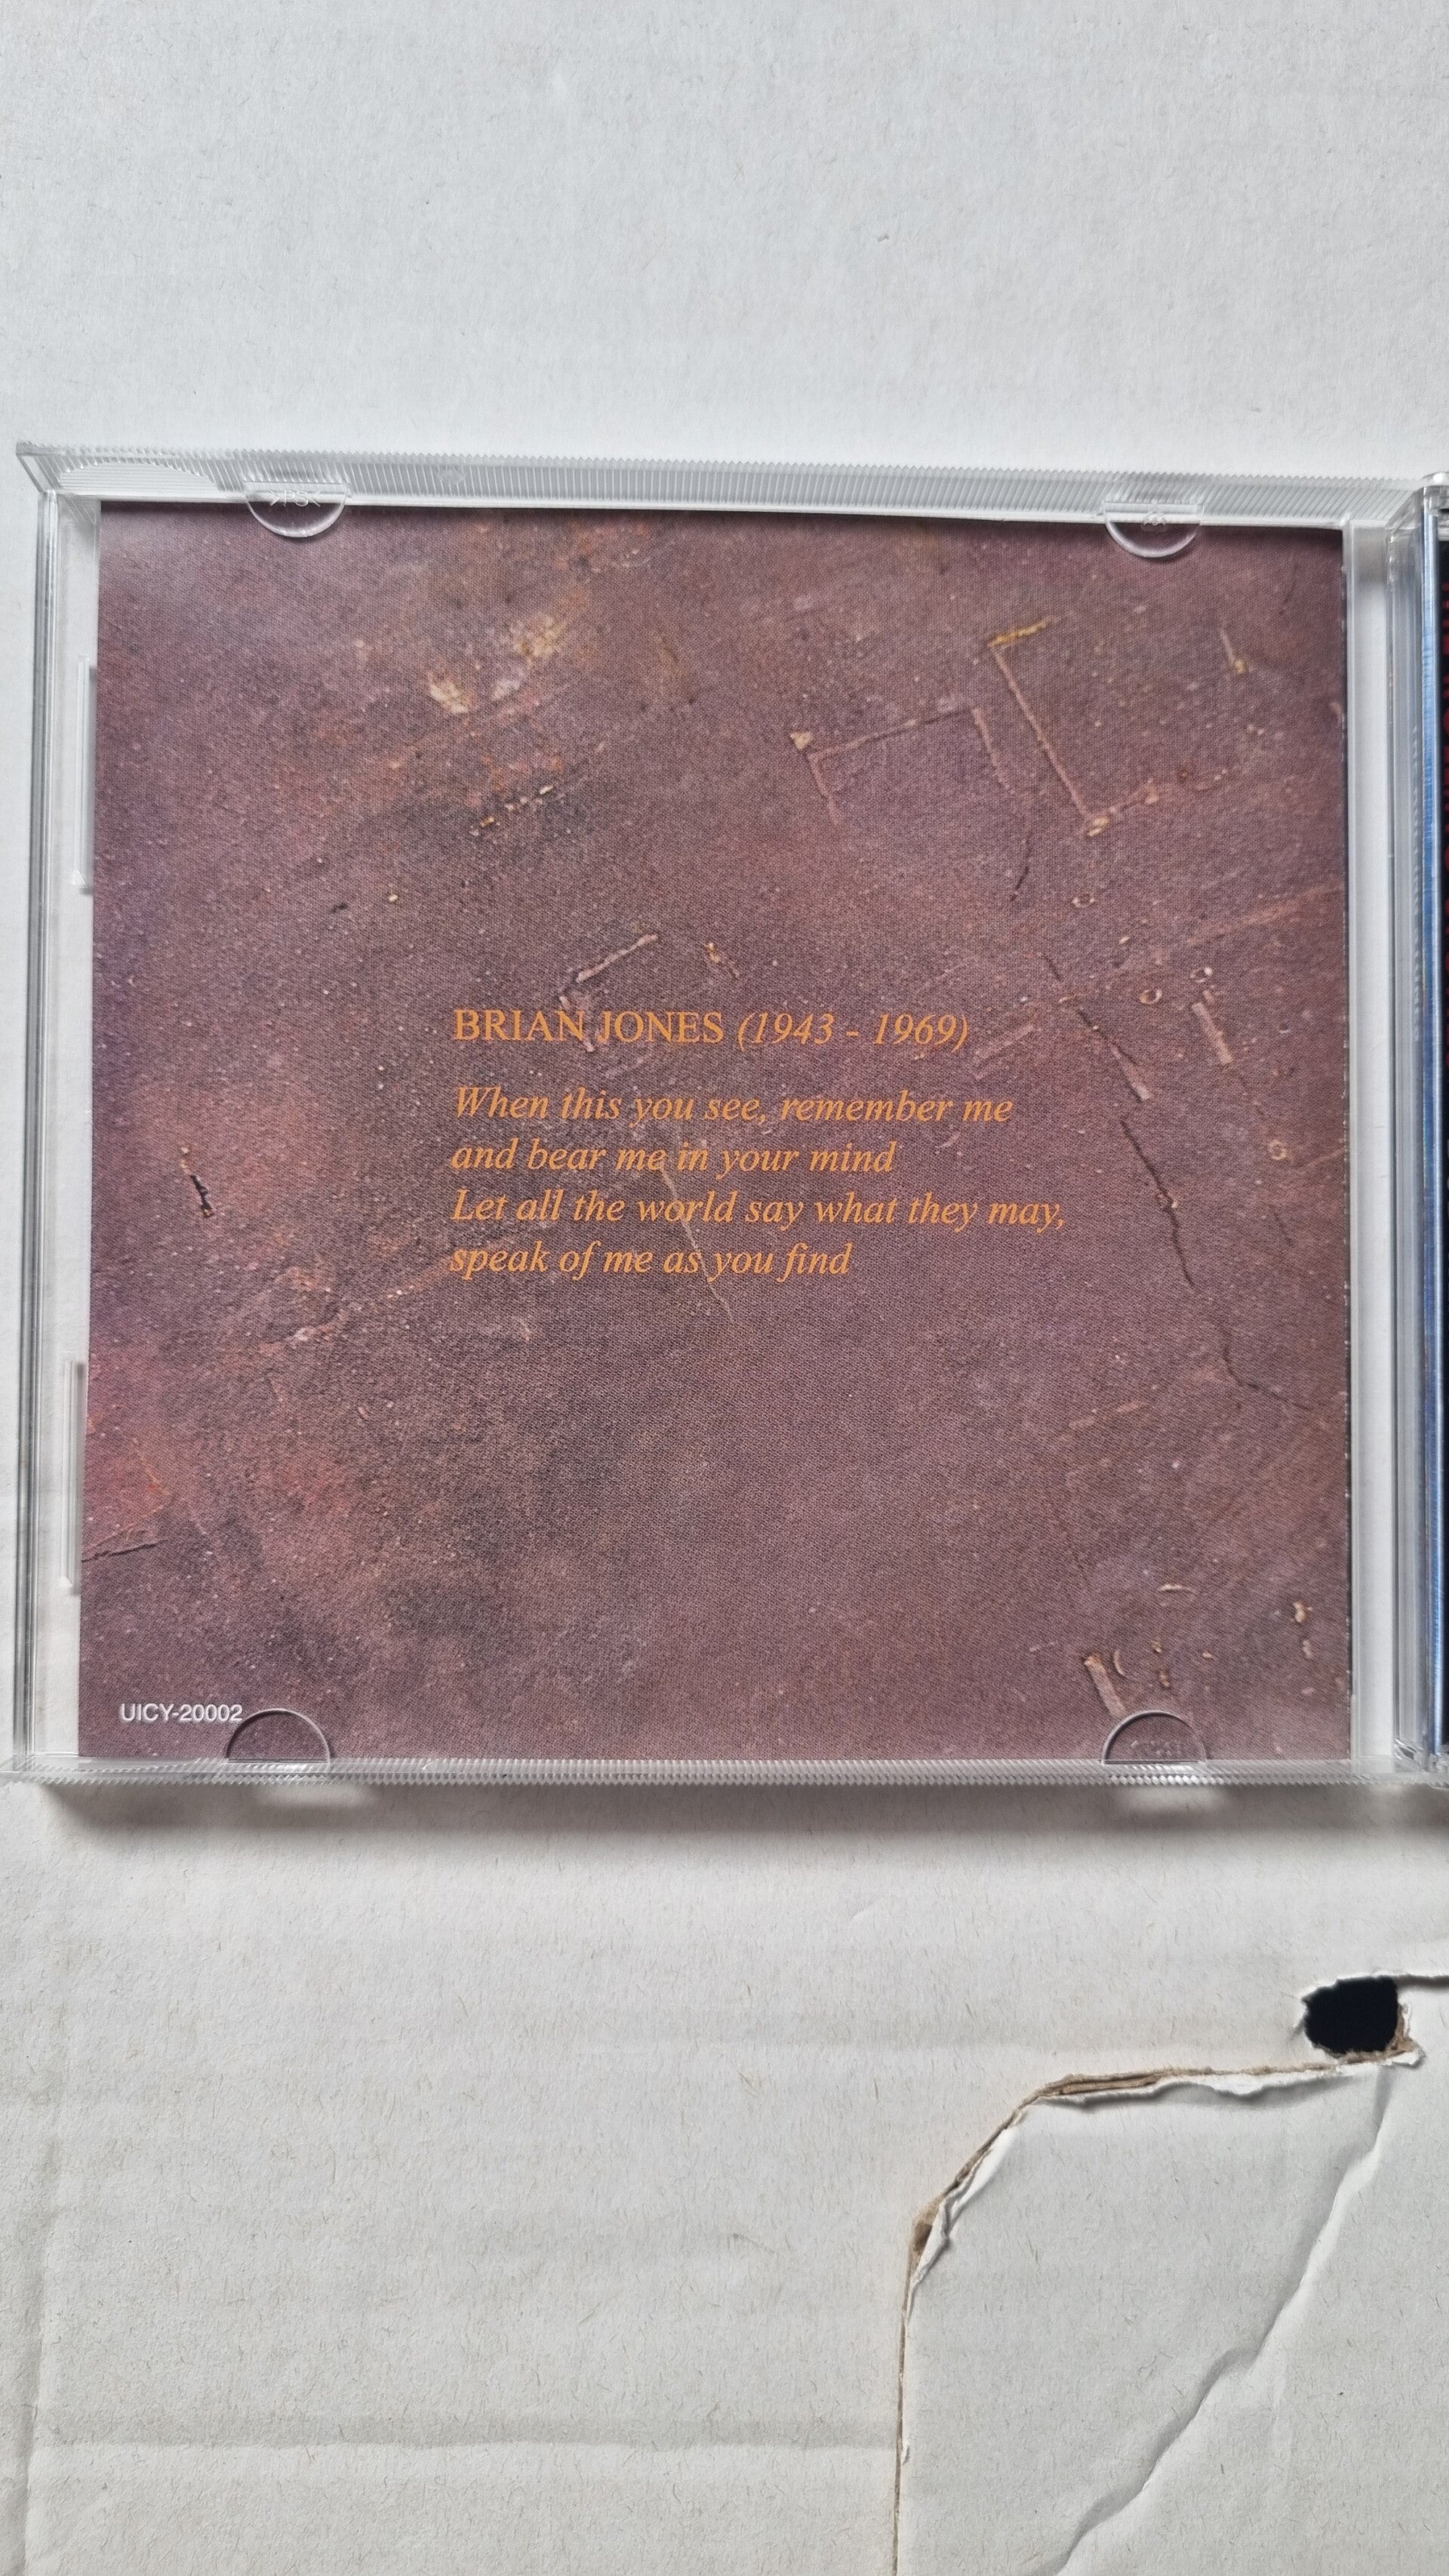 BRIAN JONES (1943 - 1969)
When this you see, remember me
and bear me in your mind
Let all the world say what they may,
speak of me as you find
UICY-20002